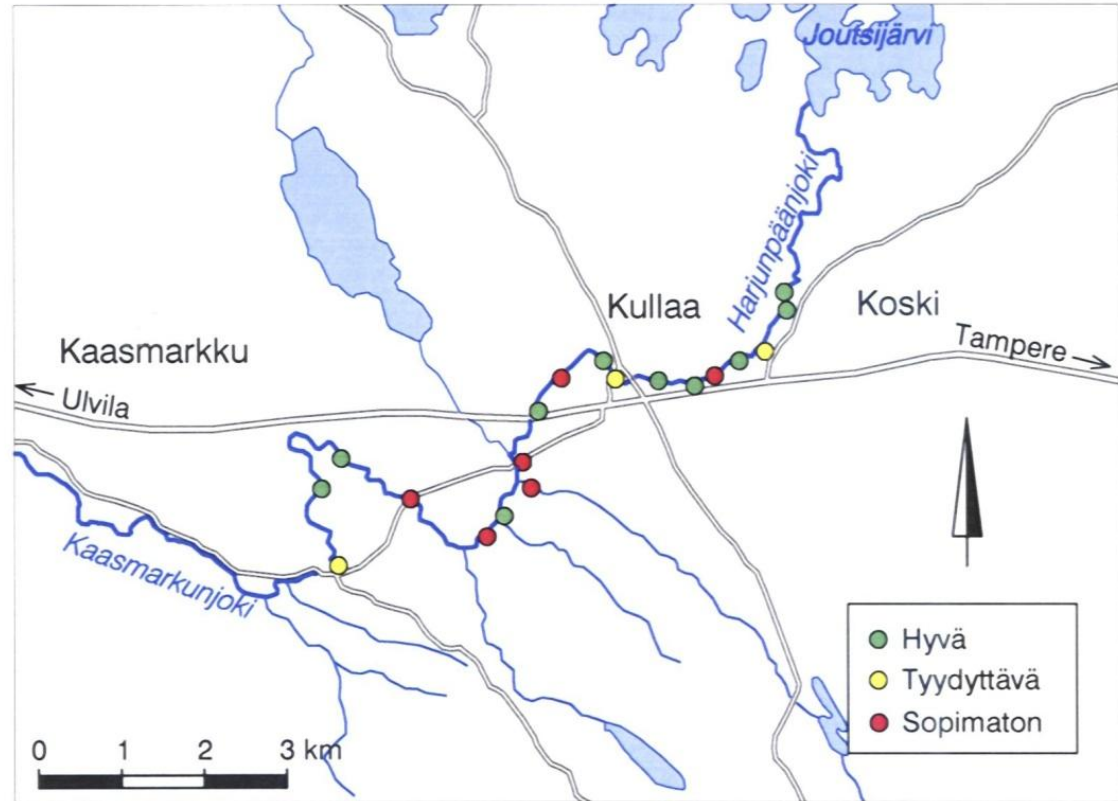 Joutsijärvi
Harjunpäänjoki
Kullaa
Koski
Kaasmarkku
Tampere
Ulvila
Kaasmarkunjoki
Hyvä
Tyydyttävä
Sopimaton
0 1 2 3 km